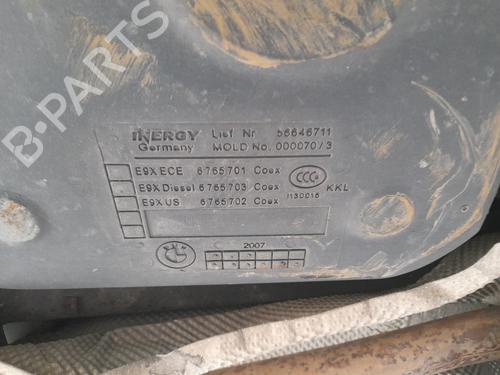 B-PARTS
INERGY Lief Nr 56646711
Germany MOLD No. 000070/3
E9X ECE 6765701 Coex
E9X Diesel 6765703 Coex CCC KKL
E9X US 6765702 Coex 1130016
2007